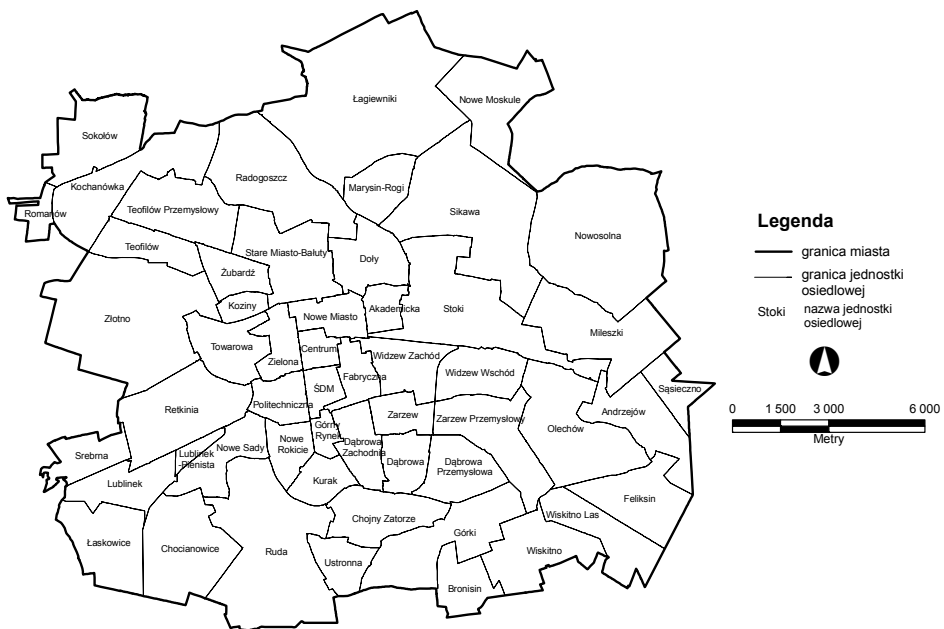 Łagiewniki
Nowe Moskule
Sokołów
Kochanówka
Radogoszcz
Marysin-Rogi
Romanów
Teofilów Przemysłowy
Sikawa
Nowosolna
Teofilów
Stare Miasto-Bałuty
Doły
Żubardź
Koziny
Złotno
Nowe Miasto
Akademicka
Stoki
Mileszki
Towarowa
Zielona
Centrum
Widzew Zachód
Fabryczna
Widzew Wschód
Sąsieczno
ŚDM
Retkinia
Politechniczna
Zarzew
Zarzew Przemysłowy
Andrzejów
Olechów
Górny
Rynek
Srebrna
Lublinek
-Pienista
Nowe Sady
Nowe
Rokicie
Dąbrowa
Zachodnia
Dąbrowa
Dąbrowa
Przemysłowa
Lublinek
Kurak
Feliksin
Wiskitno Las
Chojny Zatorze
Górki
Łaskowice
Chocianowice
Ruda
Ustronna
Wiskitno
Bronisin
Legenda
granica miasta
granica jednostki
osiedlowej
Stoki
nazwa jednostki
osiedlowej
0 1 500 3 000 6 000
Metry